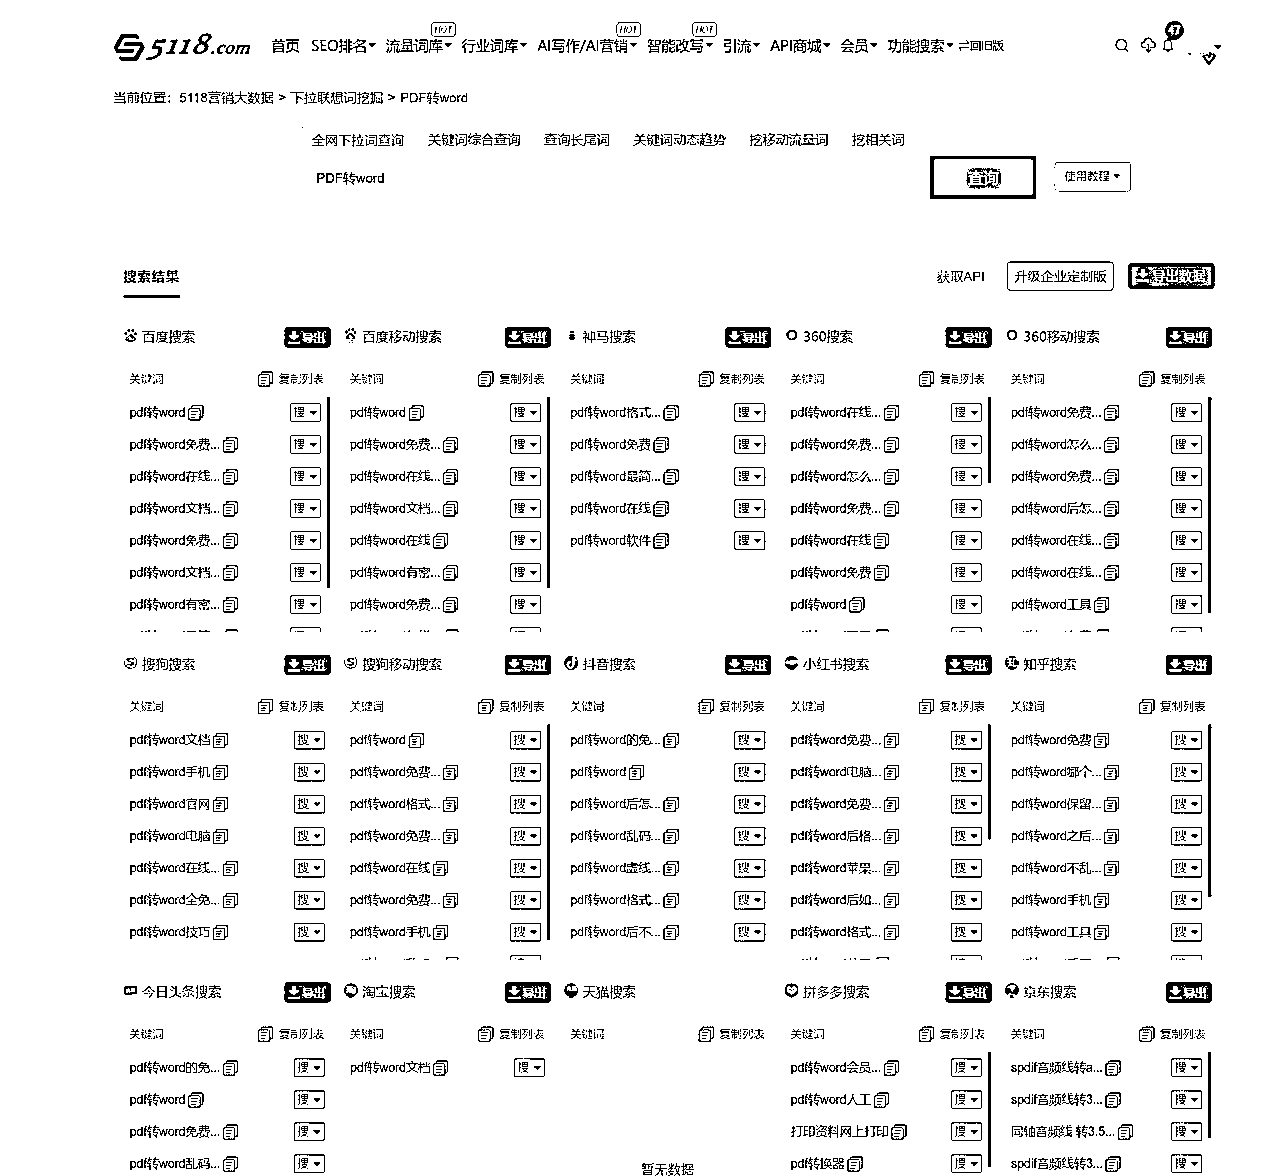 5118.com 首页 SEO排名 流量词库 HOT 行业词库 AI写作/AI营销 HOT 智能改写 HOT 引流 API商城 会员 功能搜索 回旧版
当前位置：5118营销大数据 > 下拉联想词挖掘 > PDF转word
全网下拉词查询 关键词综合查询 查询长尾词 关键词动态趋势 挖移动流量词 挖相关词
PDF转word 查询 使用教程
搜索结果 获取API 升级企业定制版 导出数据
百度搜索 导出 百度移动搜索 导出 神马搜索 导出 360搜索 导出 360移动搜索 导出
关键词 复制列表 关键词 复制列表 关键词 复制列表 关键词 复制列表 关键词 复制列表
pdf转word 搜 pdf转word 搜 pdf转word格式... 搜 pdf转word在线... 搜 pdf转word免费... 搜
pdf转word免费... 搜 pdf转word免费... 搜 pdf转word免费 搜 pdf转word免费... 搜 pdf转word怎么... 搜
pdf转word在线... 搜 pdf转word在线... 搜 pdf转word最简... 搜 pdf转word怎么... 搜 pdf转word免费... 搜
pdf转word文档... 搜 pdf转word文档... 搜 pdf转word在线 搜 pdf转word免费... 搜 pdf转word后怎... 搜
pdf转word免费... 搜 pdf转word在线 搜 pdf转word软件 搜 pdf转word在线 搜 pdf转word在线... 搜
pdf转word文档... 搜 pdf转word有密... 搜 pdf转word免费 搜 pdf转word在线... 搜
pdf转word有密... 搜 pdf转word免费... 搜 pdf转word 搜 pdf转word工具 搜
搜狗搜索 导出 搜狗移动搜索 导出 抖音搜索 导出 小红书搜索 导出 知乎搜索 导出
关键词 复制列表 关键词 复制列表 关键词 复制列表 关键词 复制列表 关键词 复制列表
pdf转word文档 搜 pdf转word 搜 pdf转word的免... 搜 pdf转word免费... 搜 pdf转word免费 搜
pdf转word手机 搜 pdf转word免费... 搜 pdf转word 搜 pdf转word电脑... 搜 pdf转word哪个... 搜
pdf转word官网 搜 pdf转word格式... 搜 pdf转word后怎... 搜 pdf转word免费... 搜 pdf转word保留... 搜
pdf转word电脑 搜 pdf转word免费... 搜 pdf转word乱码... 搜 pdf转word后格... 搜 pdf转word之后... 搜
pdf转word在线... 搜 pdf转word在线 搜 pdf转word虚线... 搜 pdf转word苹果... 搜 pdf转word不乱... 搜
pdf转word全免... 搜 pdf转word免费... 搜 pdf转word格式... 搜 pdf转word后如... 搜 pdf转word手机 搜
pdf转word技巧 搜 pdf转word手机 搜 pdf转word后不... 搜 pdf转word格式... 搜 pdf转word工具 搜
今日头条搜索 导出 淘宝搜索 导出 天猫搜索 拼多多搜索 导出 京东搜索 导出
关键词 复制列表 关键词 复制列表 关键词 复制列表 关键词 复制列表 关键词 复制列表
pdf转word的免... 搜 pdf转word文档 搜 pdf转word会员... 搜 spdif音频线转a... 搜
pdf转word 搜 pdf转word人工 搜 spdif音频线转3... 搜
pdf转word免费... 搜 打印资料网上打印 搜 同轴音频线 转3.5... 搜
pdf转word乱码... 搜 暂无数据 pdf转换器 搜 spdif音频线转3... 搜